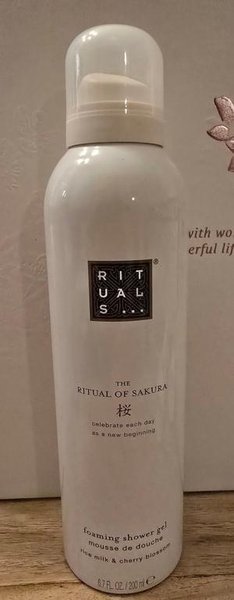 with wo
erful lif
RIT
UAL
S...
®
THE
RITUAL OF SAKURA
桜
celebrate each day
as a new beginning
foaming shower gel
mousse de douche
rice milk & cherry blossom
6.7 FL. OZ. / 200 ml ℮